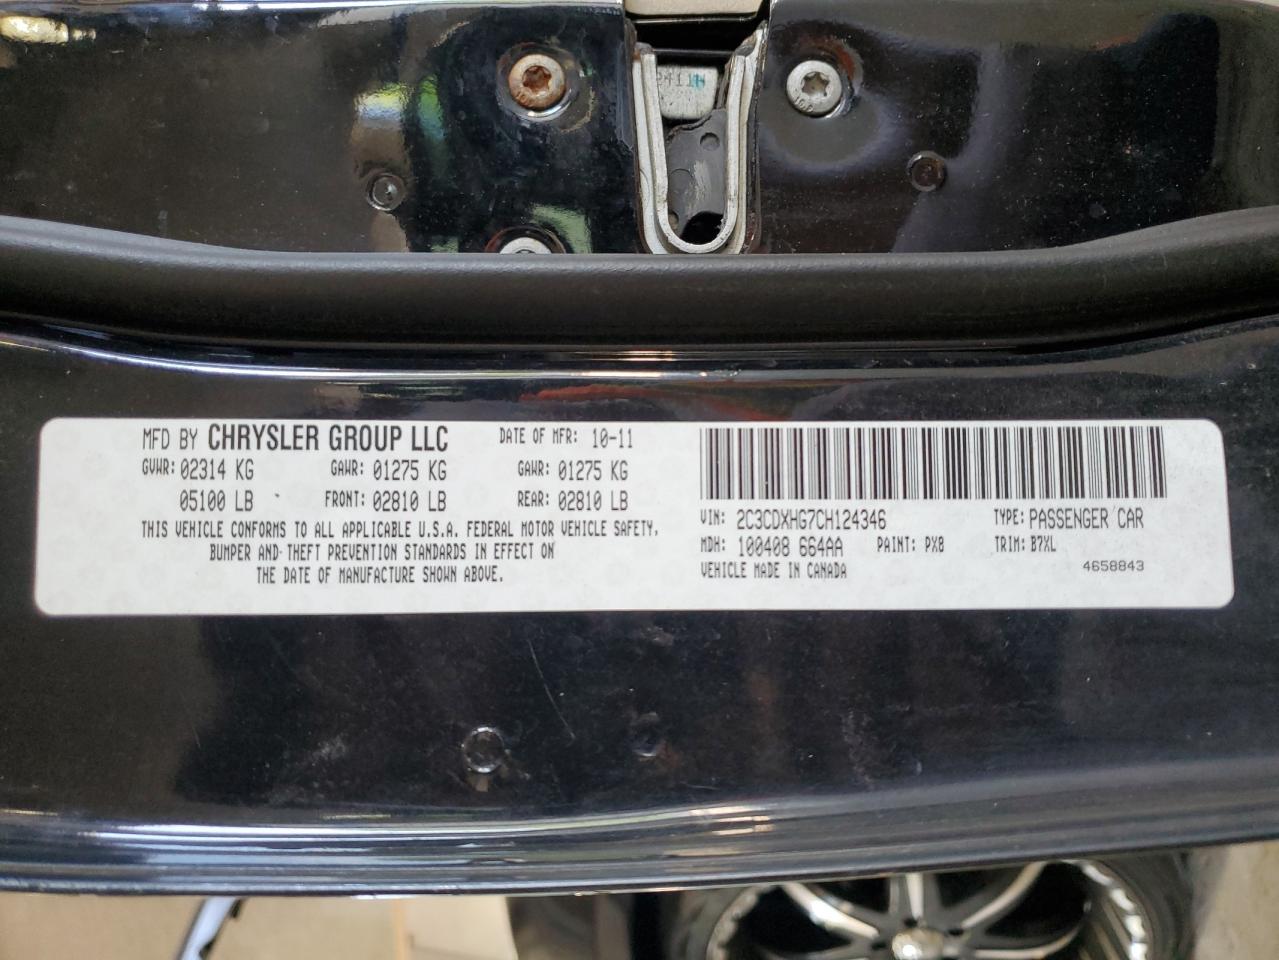 2411H
MFD BY CHRYSLER GROUP LLC DATE OF MFR: 10-11
GVWR: 02314 KG GAWR: 01275 KG GAWR: 01275 KG
05100 LB FRONT: 02810 LB REAR: 02810 LB
THIS VEHICLE CONFORMS TO ALL APPLICABLE U.S.A. FEDERAL MOTOR VEHICLE SAFETY,
BUMPER AND THEFT PREVENTION STANDARDS IN EFFECT ON
THE DATE OF MANUFACTURE SHOWN ABOVE.
VIN: 2C3CDXHG7CH124346 TYPE: PASSENGER CAR
MDH: 100408 664AA PAINT: PX8 TRIM: B7XL
VEHICLE MADE IN CANADA 4658843